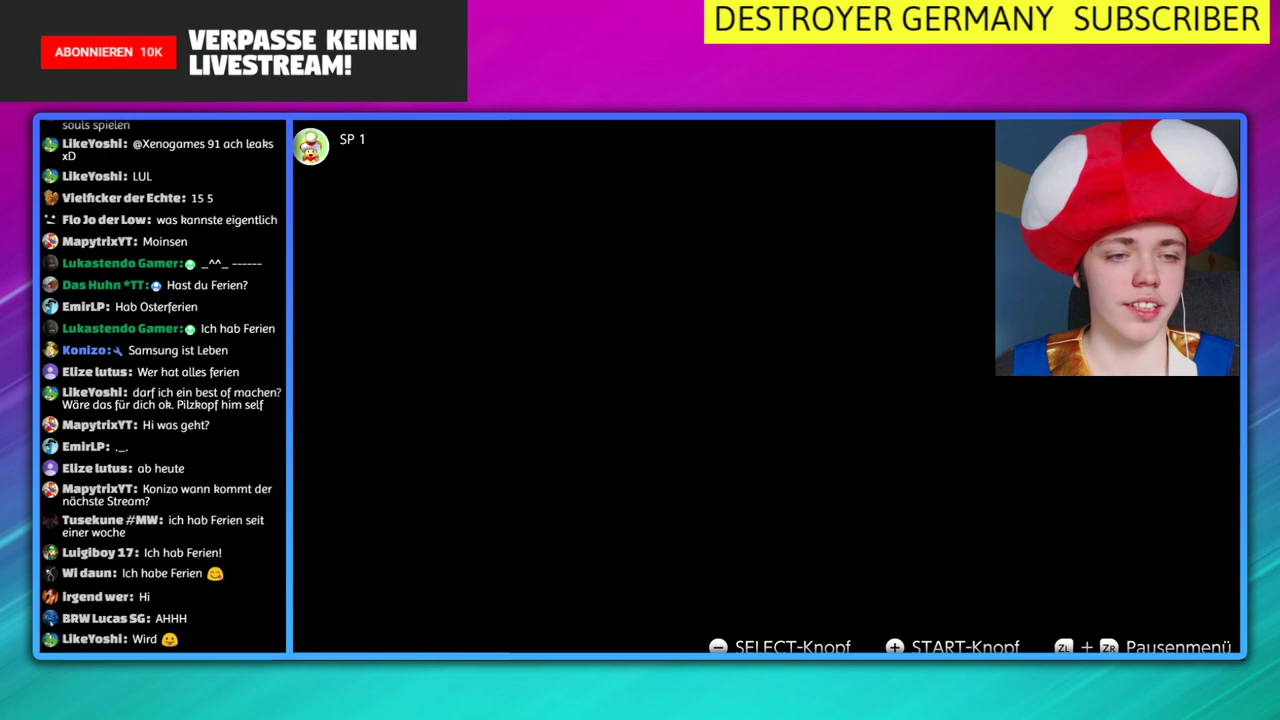 ABONNIEREN 10K
VERPASSE KEINEN
LIVESTREAM!
DESTROYER GERMANY SUBSCRIBER
souls spielen
LikeYoshi: @Xenogames 91 ach leaks
xD
LikeYoshi: LUL
Vielficker der Echte: 15 5
Flo Jo der Low: was kannste eigentlich
MapytrixYT: Moinsen
Lukastendo Gamer: _^^_ ------
Das Huhn *TT: Hast du Ferien?
EmirLP: Hab Osterferien
Lukastendo Gamer: Ich hab Ferien
Konizo: Samsung ist Leben
Elize lutus: Wer hat alles ferien
LikeYoshi: darf ich ein best of machen?
Wäre das für dich ok. Pilzkopf him self
MapytrixYT: Hi was geht?
EmirLP: ._.
Elize lutus: ab heute
MapytrixYT: Konizo wann kommt der
nächste Stream?
Tusekune #MW: ich hab Ferien seit
einer woche
Luigiboy 17: Ich hab Ferien!
Wi daun: Ich habe Ferien 🤗
irgend wer: Hi
BRW Lucas SG: AHHH
LikeYoshi: Wird 😛
SP 1
SELECT-Knopf START-Knopf ZL + ZR Pausenmenü